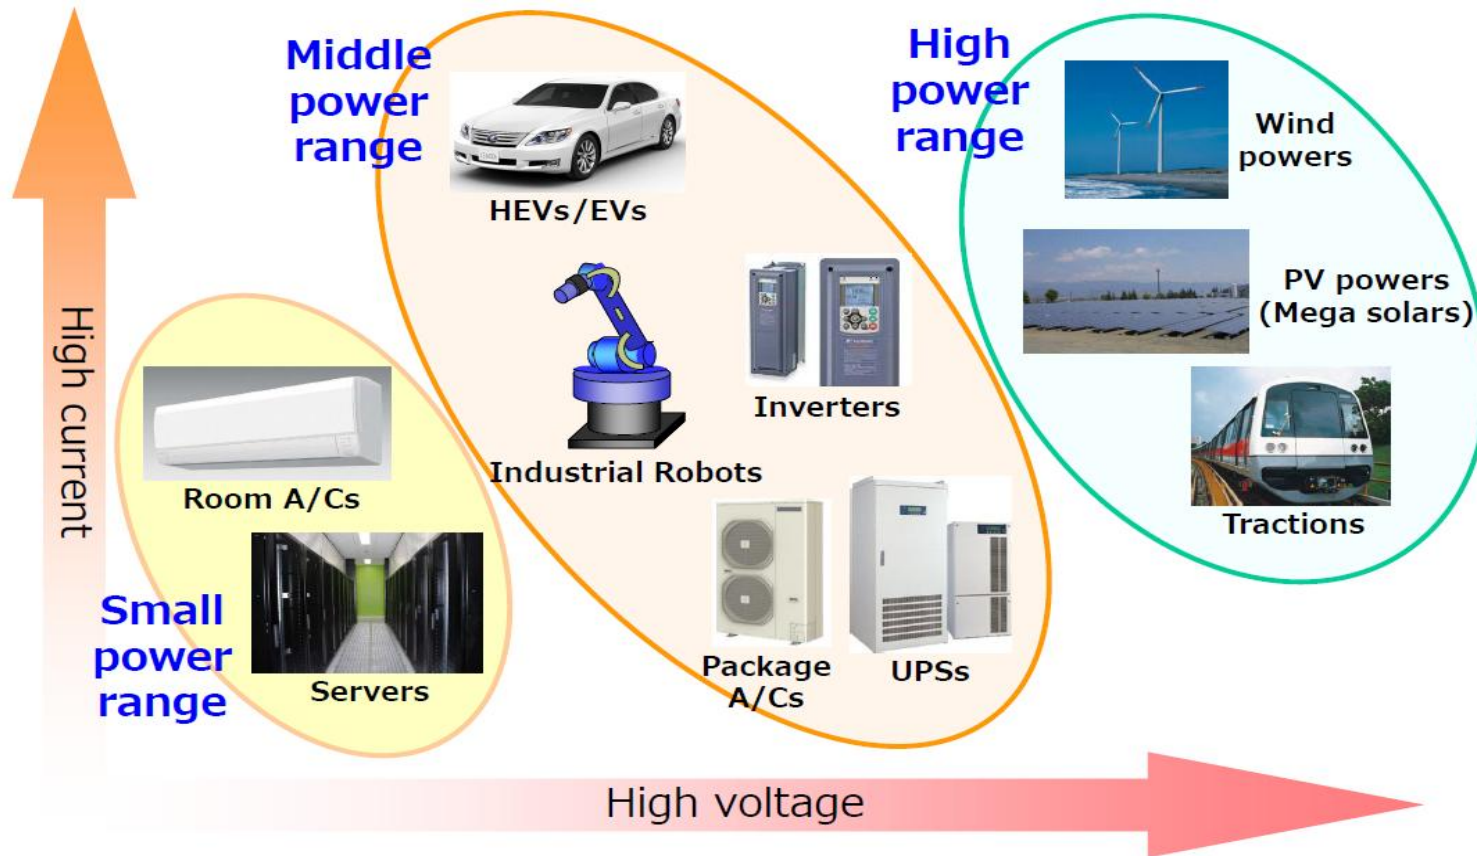 Middle
power
range
High
power
range
Wind
powers
HEVs/EVs
PV powers
(Mega solars)
High current
Inverters
Industrial Robots
Room A/Cs
Tractions
Small
power
range
Servers
Package
A/Cs
UPSs
High voltage